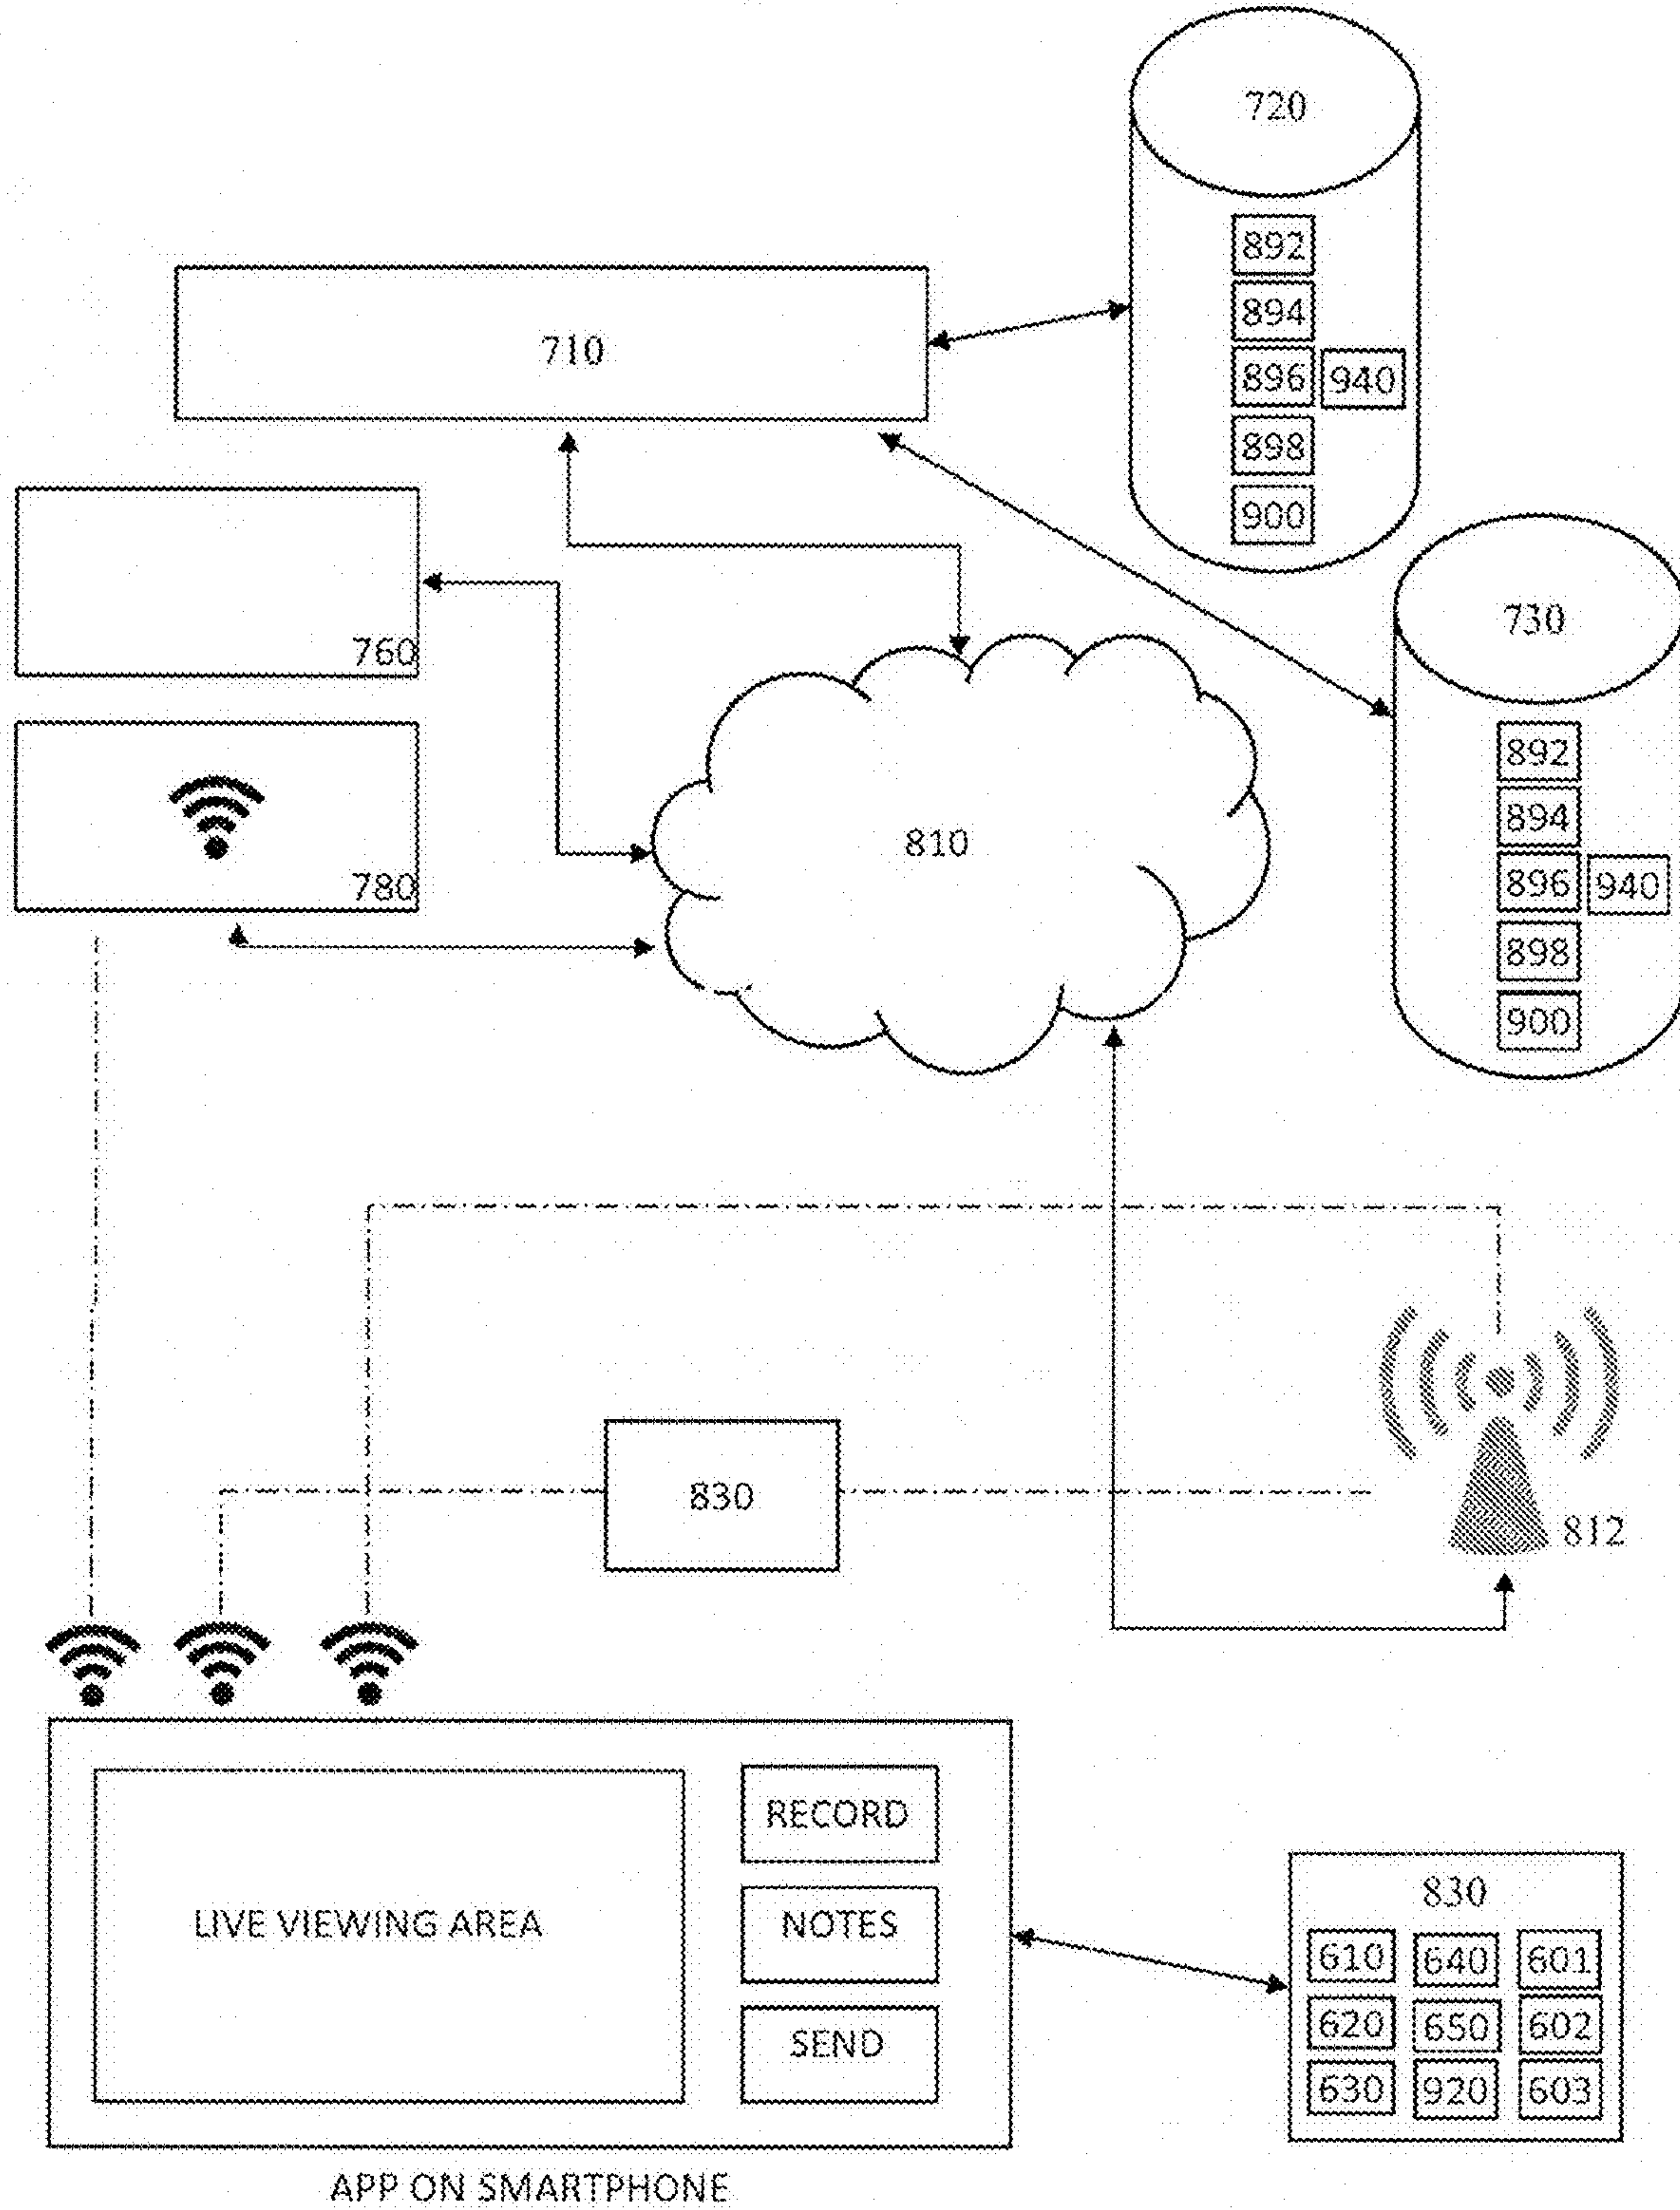 720
892
894
896 940
898
900
710
760
730
892
894
896 940
898
900
780
810
830
812
LIVE VIEWING AREA
RECORD
NOTES
SEND
830
610 640 601
620 650 602
630 920 603
APP ON SMARTPHONE